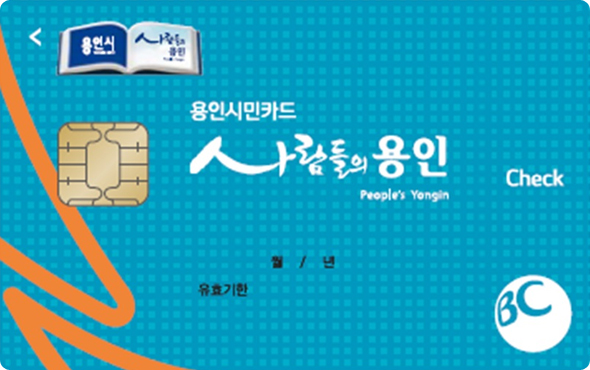 용인시
사람들의
용인
용인시민카드
사람들의 용인
People's Yongin
Check
월 / 년
유효기한
BC